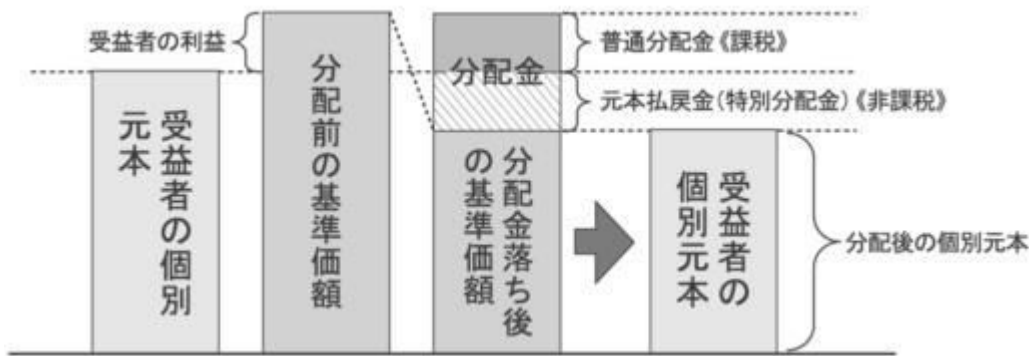 受益者の利益
受益者の個別
元本
分配前の基準価額
分配金
分配金落ち後
の基準価額
普通分配金《課税》
元本払戻金(特別分配金)《非課税》
受益者の
個別元本
分配後の個別元本